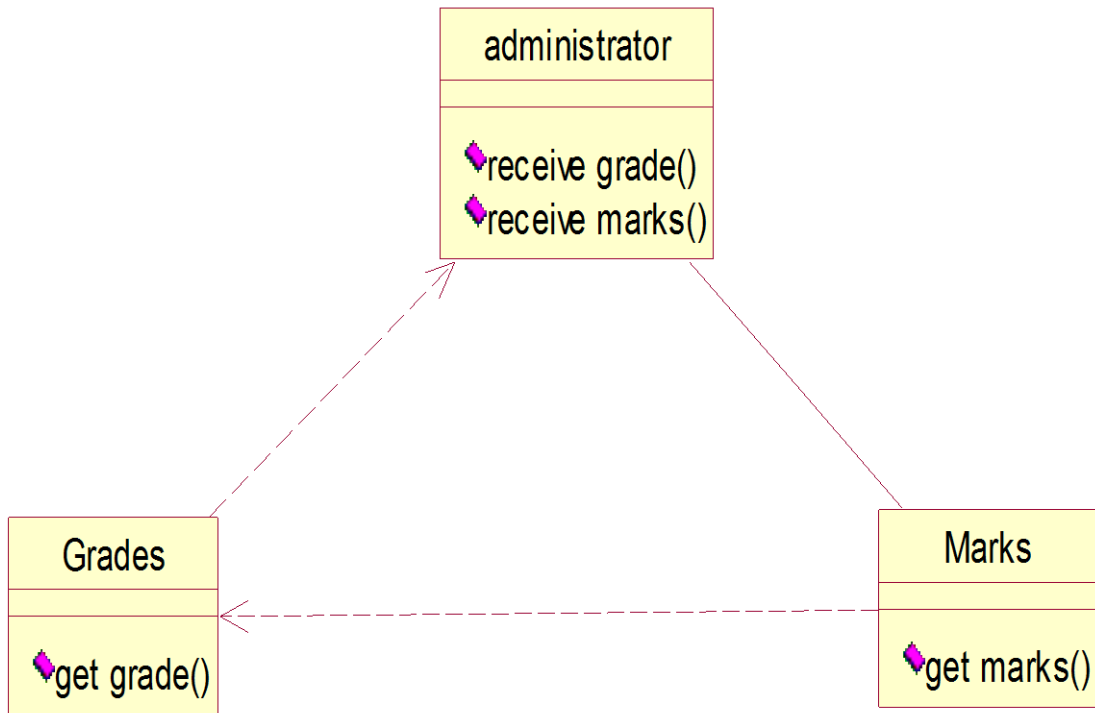 administrator
receive grade()
receive marks()
Grades
get grade()
Marks
get marks()